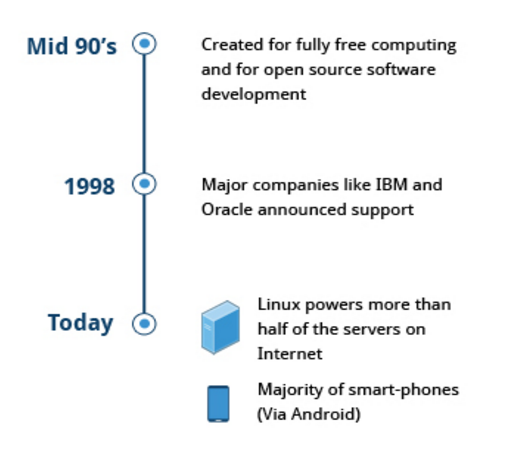 Mid 90's
Created for fully free computing
and for open source software
development
1998
Major companies like IBM and
Oracle announced support
Today
Linux powers more than
half of the servers on
Internet
Majority of smart-phones
(Via Android)